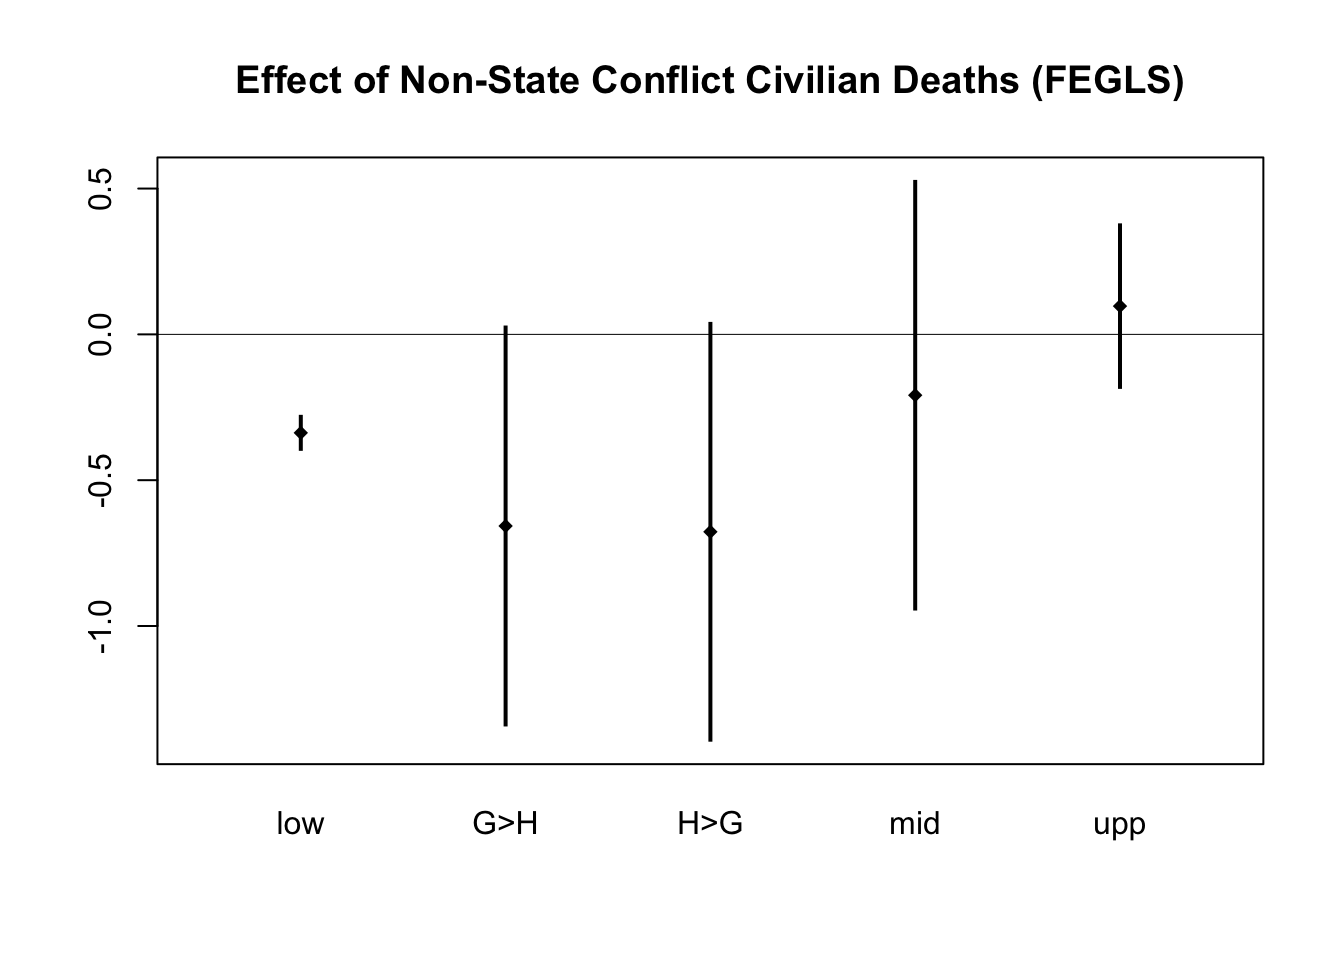 Effect of Non-State Conflict Civilian Deaths (FEGLS)
0.5
0.0
-0.5
-1.0
low G>H H>G mid upp